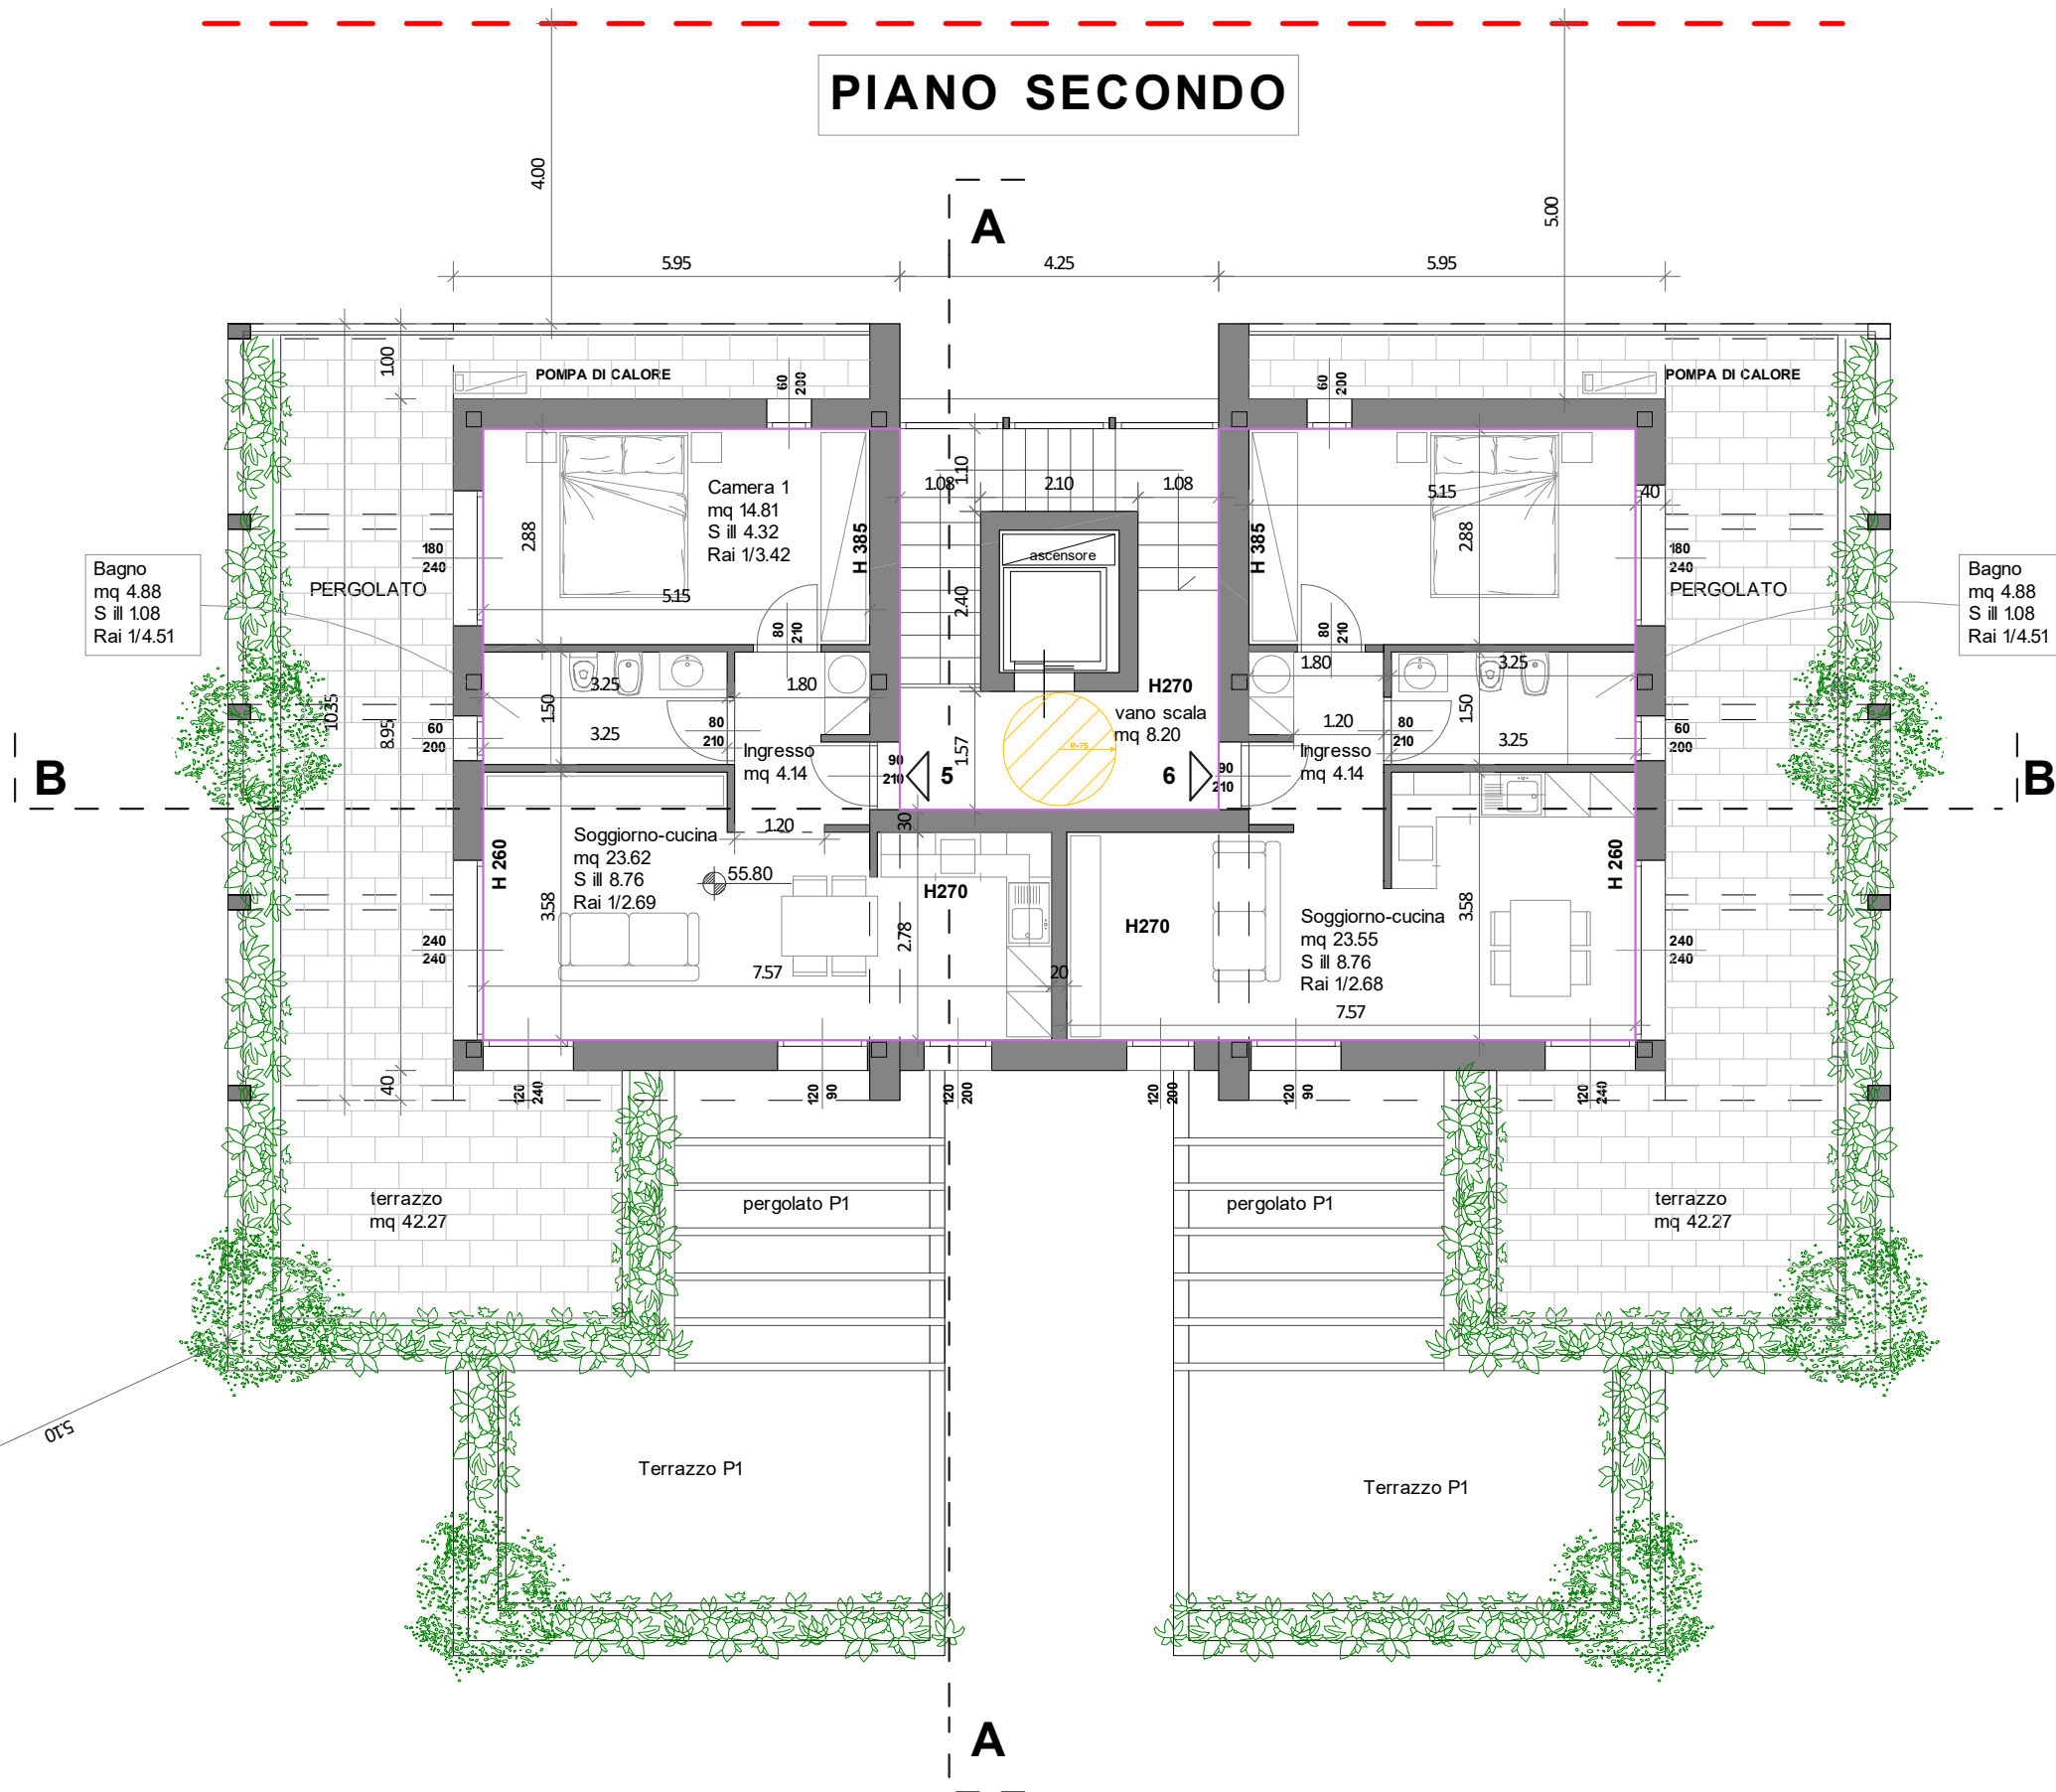 PIANO SECONDO
4.00
5.00
A
5.95
4.25
5.95
1.00
POMPA DI CALORE
60
200
60
200
POMPA DI CALORE
Camera 1
mq 14.81
S ill 4.32
Rai 1/3.42
2.88
5.15
H 385
1.10
1.08
2.10
1.08
2.40
ascensore
H 385
5.15
40
2.88
180
240
PERGOLATO
180
240
PERGOLATO
Bagno
mq 4.88
S ill 1.08
Rai 1/4.51
Bagno
mq 4.88
S ill 1.08
Rai 1/4.51
80
210
80
210
10.35
8.95
3.25
1.80
1.50
3.25
80
210
60
200
Ingresso
mq 4.14
90
210
5
1.57
R=75
H270
vano scala
mq 8.20
6
90
210
1.80
3.25
1.20
80
210
1.50
3.25
Ingresso
mq 4.14
60
200
B
B
1.20
30
Soggiorno-cucina
mq 23.62
S ill 8.76
Rai 1/2.69
H 260
55.80
3.58
H270
2.78
7.57
20
H270
Soggiorno-cucina
mq 23.55
S ill 8.76
Rai 1/2.68
3.58
H 260
7.57
240
240
240
240
40
120
240
120
90
120
200
120
200
120
90
120
240
terrazzo
mq 42.27
pergolato P1
pergolato P1
terrazzo
mq 42.27
5.10
Terrazzo P1
Terrazzo P1
A